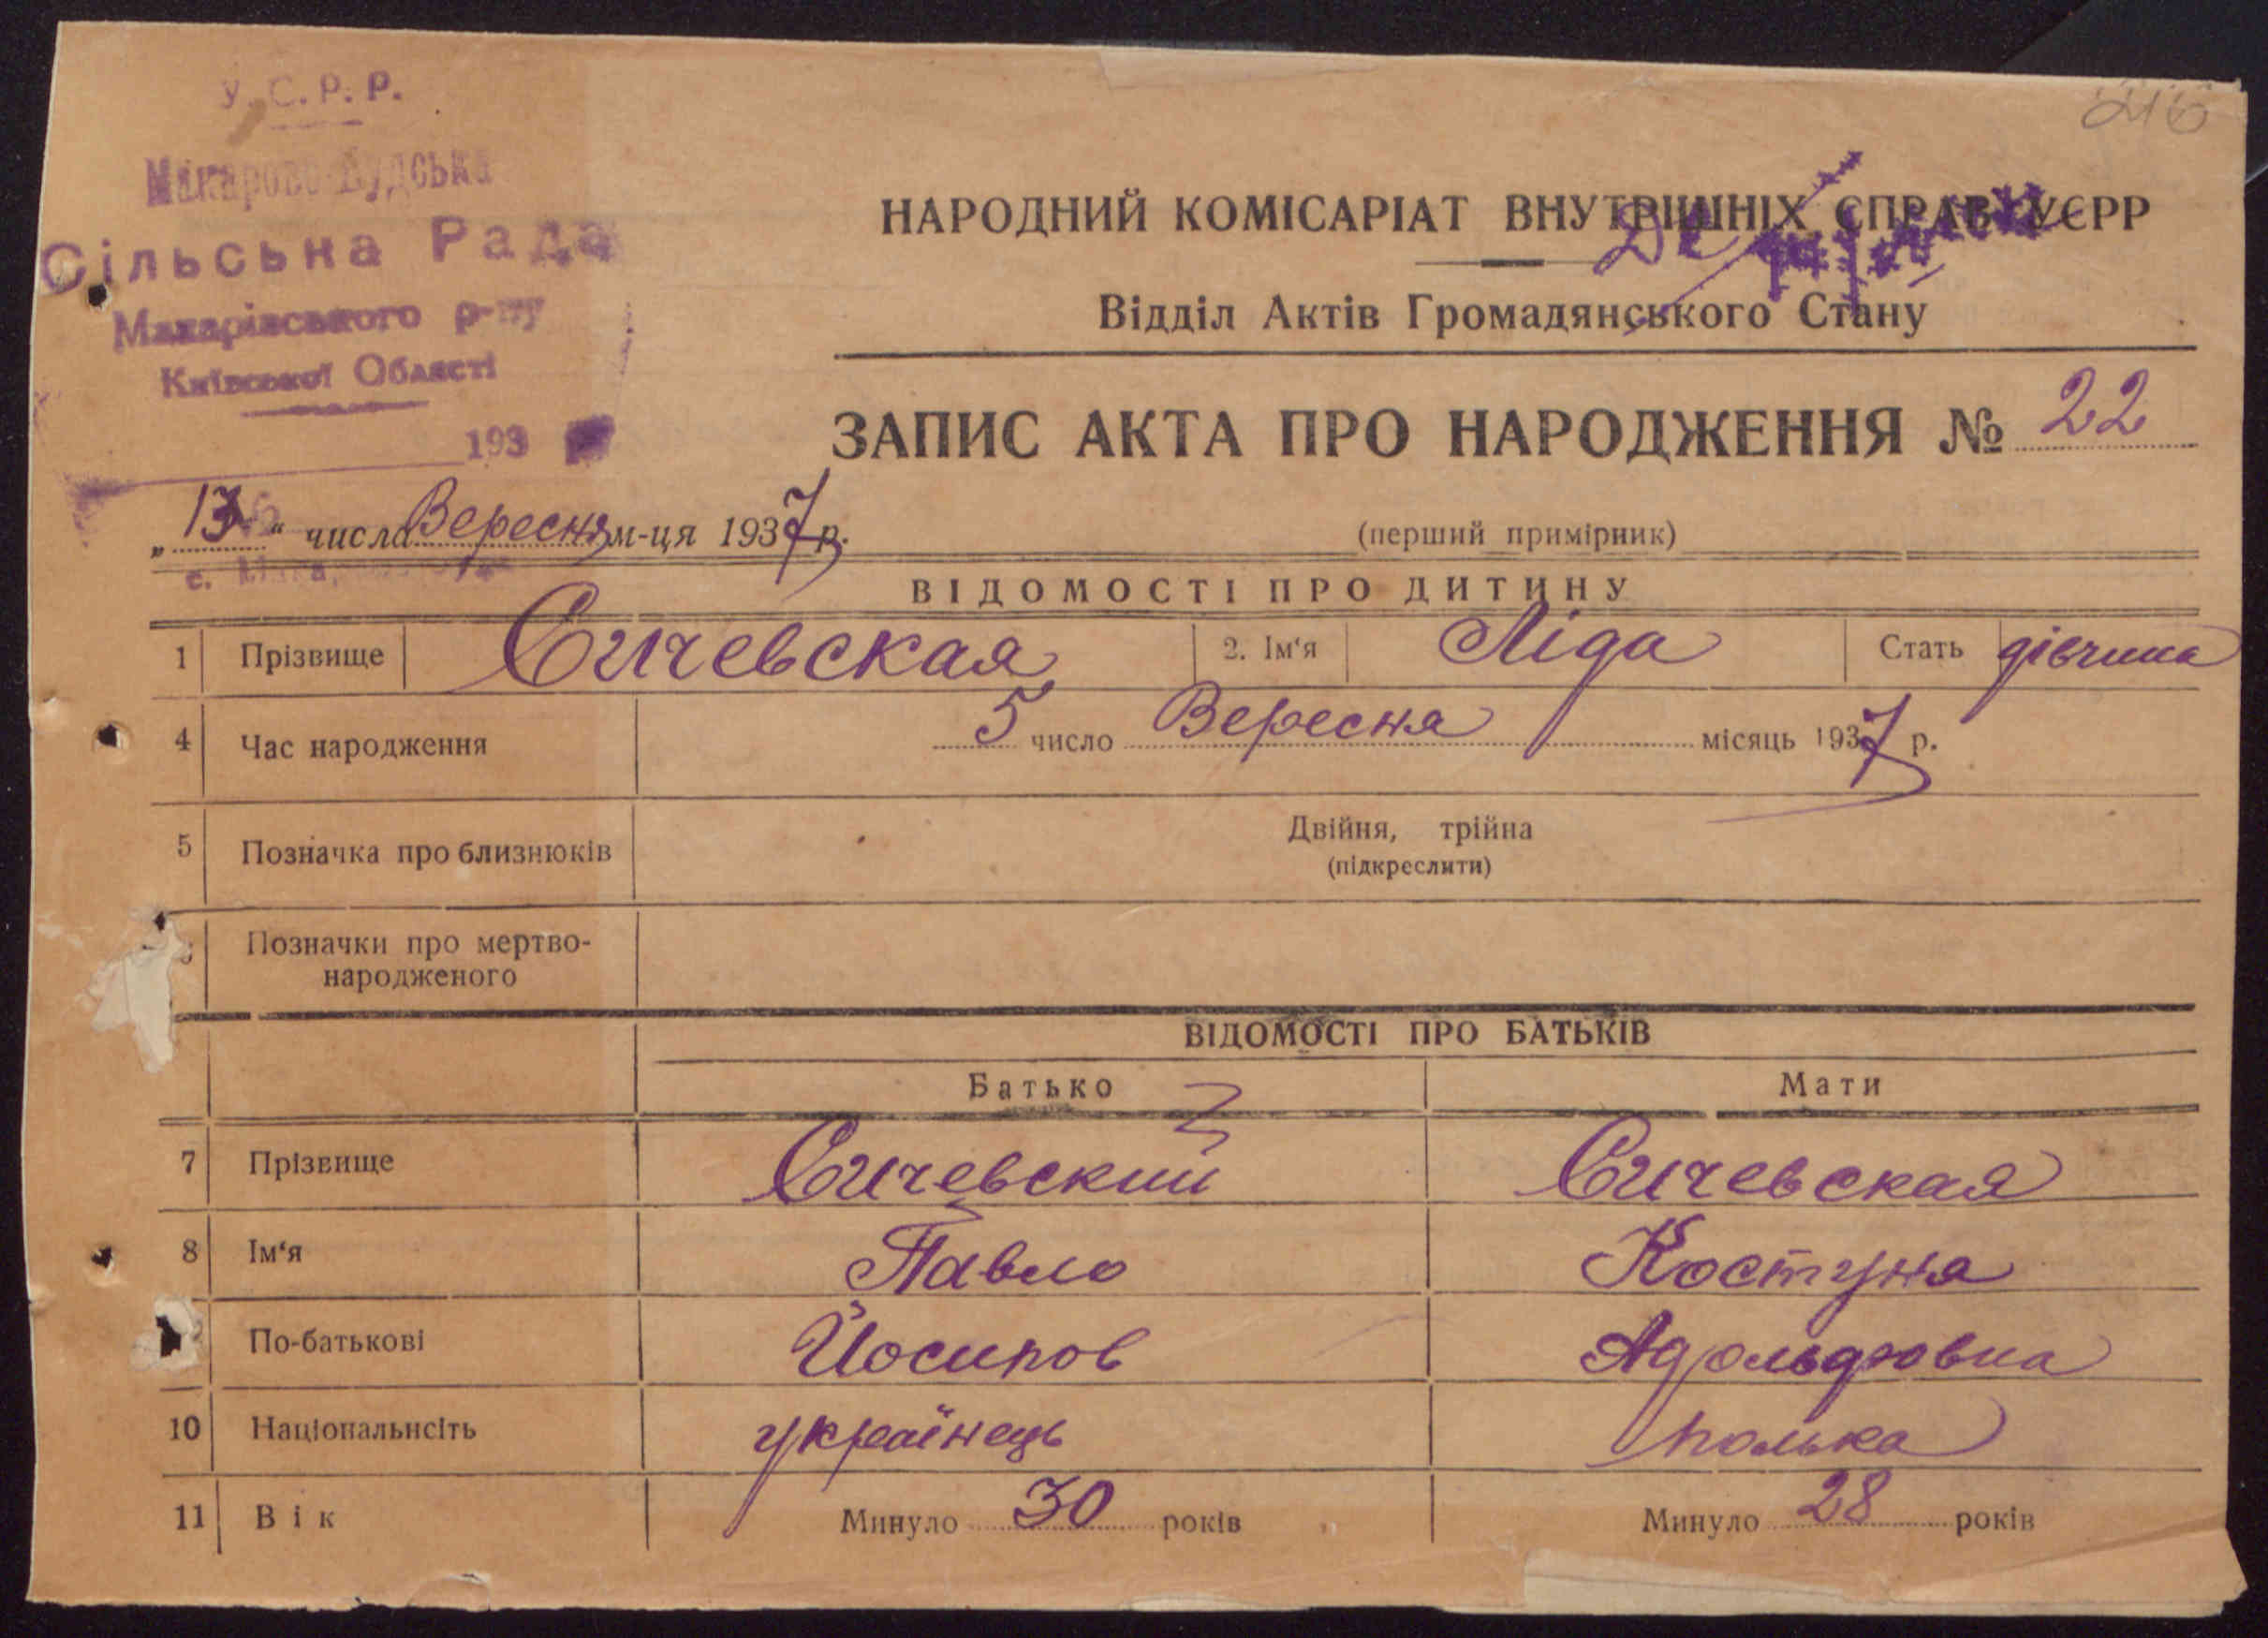 У. С. Р. Р.
Макарово-Будська
Сільська Рада
Макарівського р-ну
Київської Області
193
216
НАРОДНИЙ КОМІСАРІАТ ВНУТРІШНІХ СПРАВ УСРР
Відділ Актів Громадянського Стану
ЗАПИС АКТА ПРО НАРОДЖЕННЯ № 22
„13“ числа Вересня м-ця 1937 р.
(перший примірник)
с.
ВІДОМОСТІ ПРО ДИТИНУ
1 Прізвище Сичевская 2. Ім‘я Ліда Стать дівчина
4 Час народження 5 число Вересня місяць 1937 р.
5 Позначка про близнюків Двійня, трійна
(підкреслити)
Позначки про мертво-
народженого
ВІДОМОСТІ ПРО БАТЬКІВ
Батько Мати
7 Прізвище Сичевский Сичевская
8 Ім‘я Павло Костуня
По-батькові Йосипов Адольфовна
10 Національнсіть українець полька
11 Вік Минуло 30 років Минуло 28 років